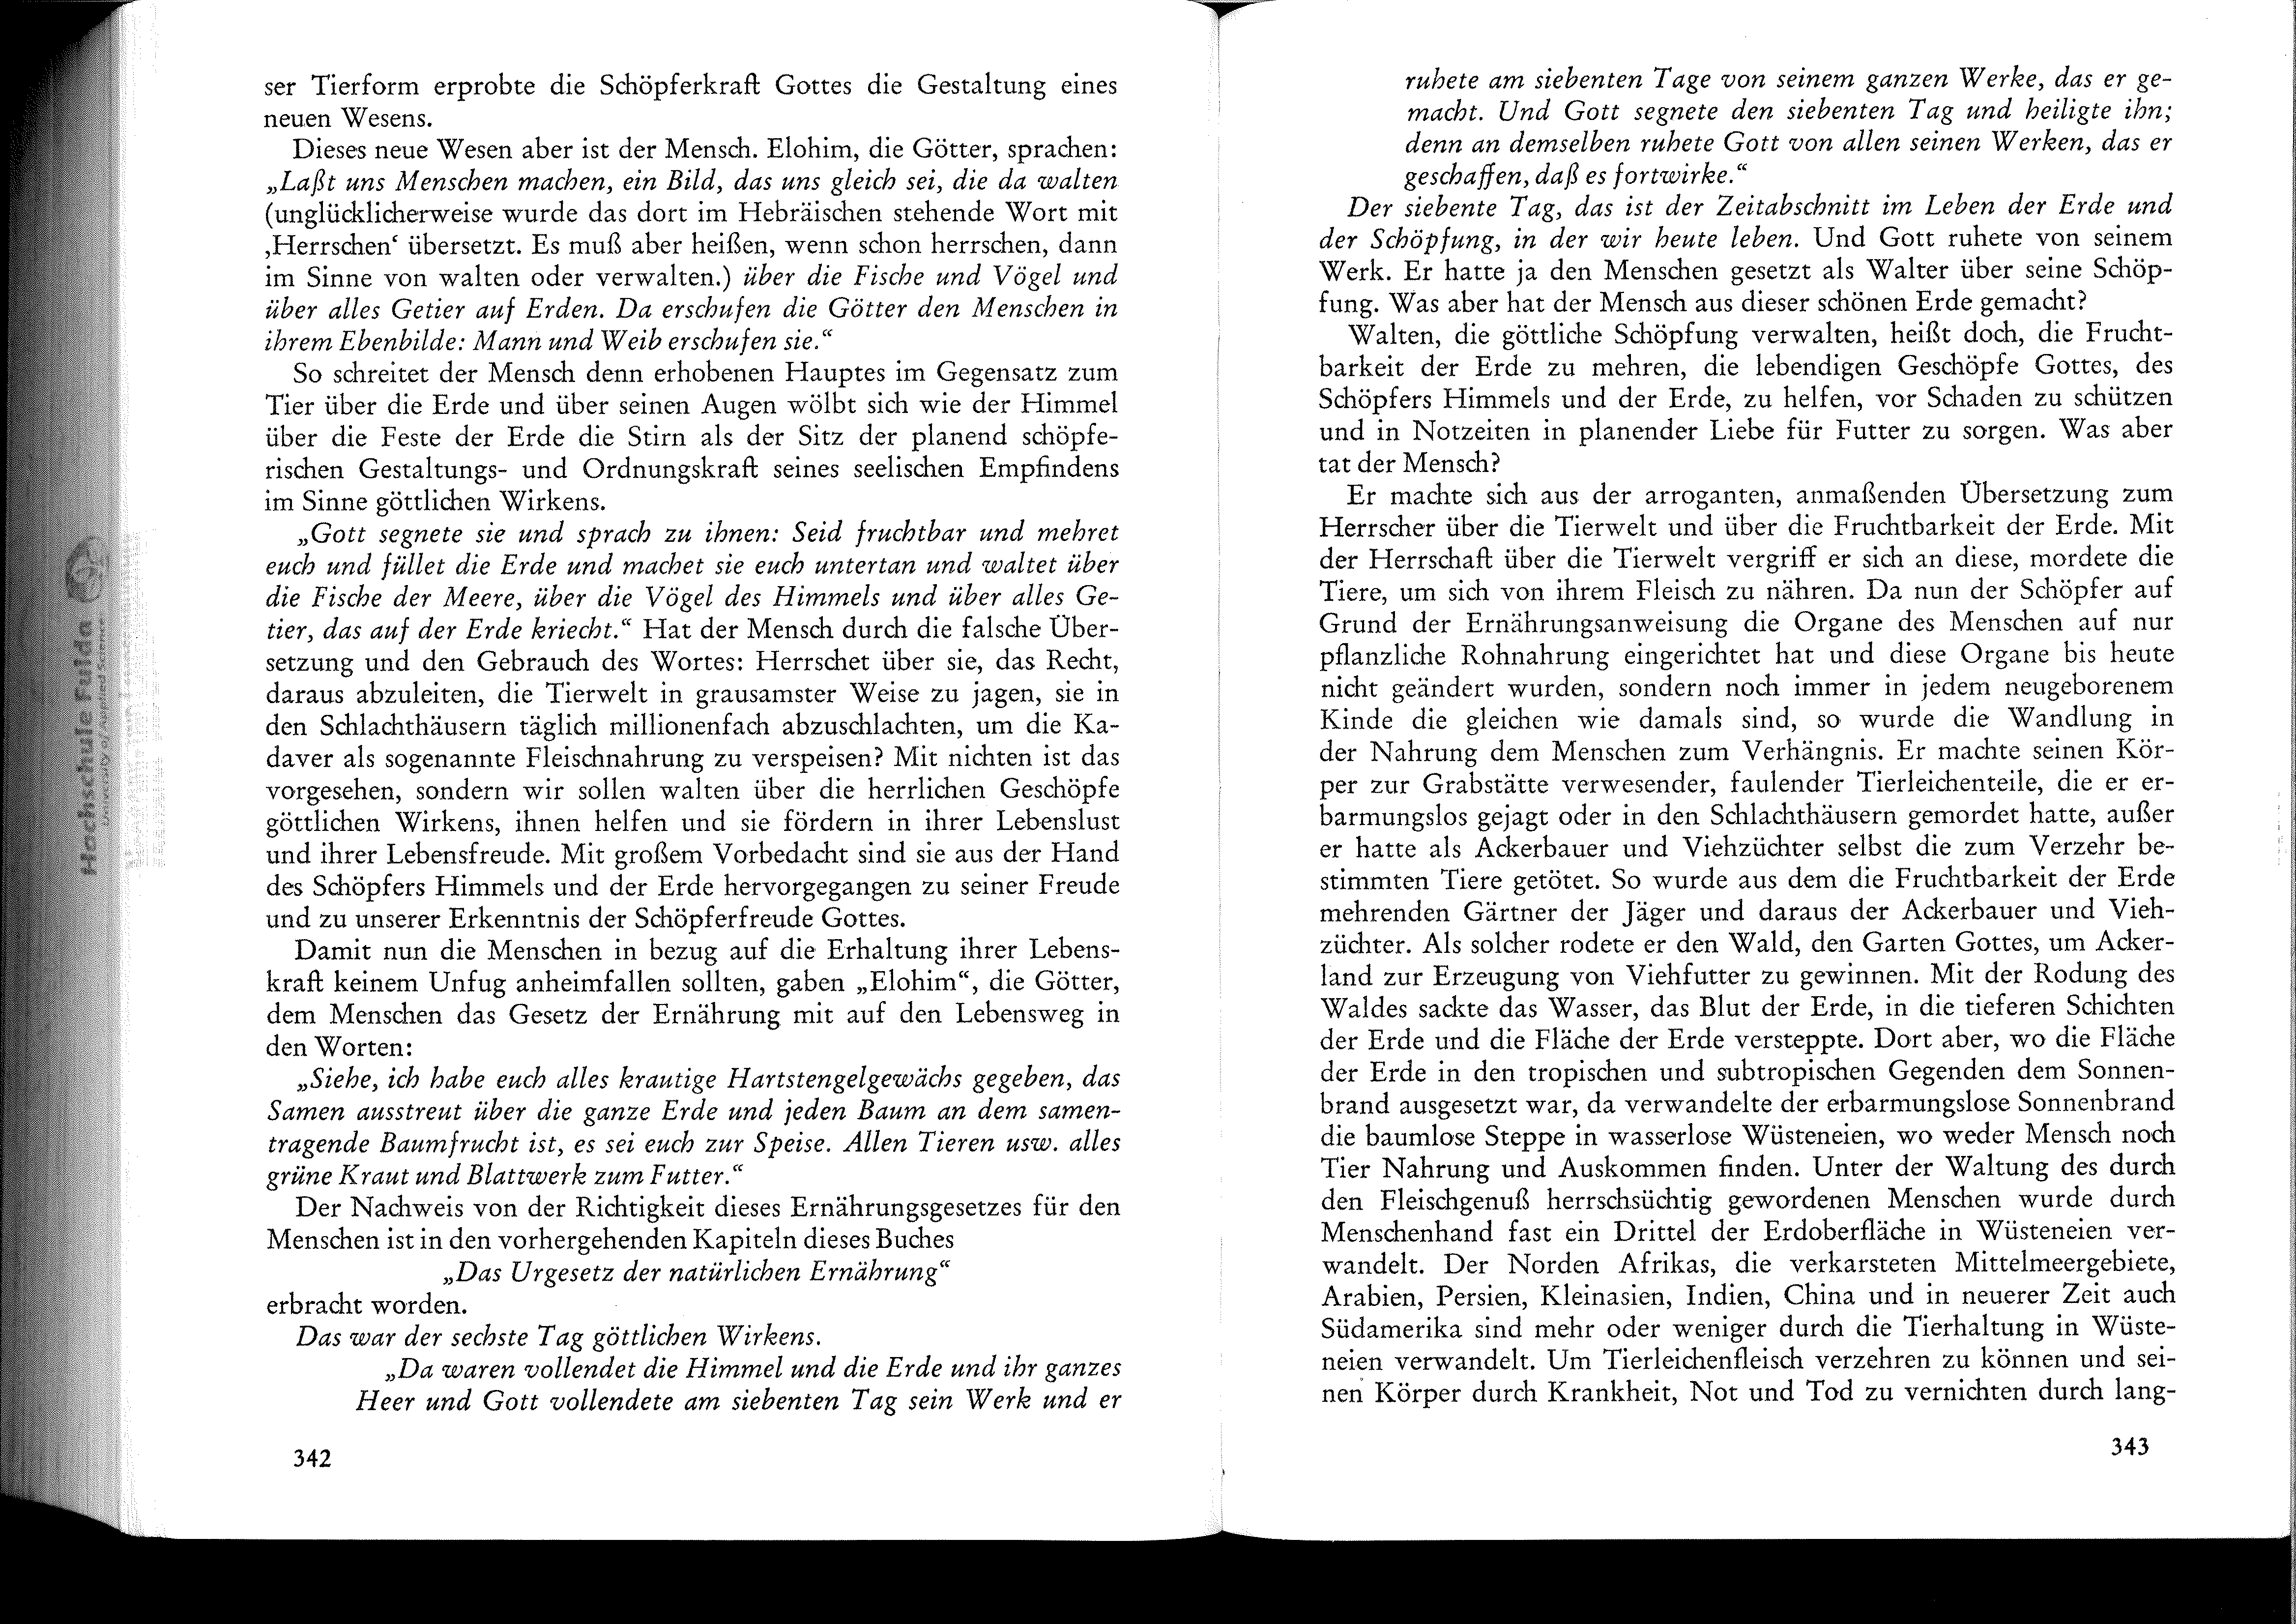 ser Tierform erprobte die Schöpferkraft Gottes die Gestaltung eines
neuen Wesens.
Dieses neue Wesen aber ist der Mensch. Elohim, die Götter, sprachen:
„Laßt uns Menschen machen, ein Bild, das uns gleich sei, die da walten
(unglücklicherweise wurde das dort im Hebräischen stehende Wort mit
‚Herrschen‘ übersetzt. Es muß aber heißen, wenn schon herrschen, dann
im Sinne von walten oder verwalten.) über die Fische und Vögel und
über alles Getier auf Erden. Da erschufen die Götter den Menschen in
ihrem Ebenbilde: Mann und Weib erschufen sie.“
So schreitet der Mensch denn erhobenen Hauptes im Gegensatz zum
Tier über die Erde und über seinen Augen wölbt sich wie der Himmel
über die Feste der Erde die Stirn als der Sitz der planend schöpfe-
rischen Gestaltungs- und Ordnungskraft seines seelischen Empfindens
im Sinne göttlichen Wirkens.
„Gott segnete sie und sprach zu ihnen: Seid fruchtbar und mehret
euch und füllet die Erde und machet sie euch untertan und waltet über
die Fische der Meere, über die Vögel des Himmels und über alles Ge-
tier, das auf der Erde kriecht.“ Hat der Mensch durch die falsche Über-
setzung und den Gebrauch des Wortes: Herrschet über sie, das Recht,
daraus abzuleiten, die Tierwelt in grausamster Weise zu jagen, sie in
den Schlachthäusern täglich millionenfach abzuschlachten, um die Ka-
daver als sogenannte Fleischnahrung zu verspeisen? Mit nichten ist das
vorgesehen, sondern wir sollen walten über die herrlichen Geschöpfe
göttlichen Wirkens, ihnen helfen und sie fördern in ihrer Lebenslust
und ihrer Lebensfreude. Mit großem Vorbedacht sind sie aus der Hand
des Schöpfers Himmels und der Erde hervorgegangen zu seiner Freude
und zu unserer Erkenntnis der Schöpferfreude Gottes.
Damit nun die Menschen in bezug auf die Erhaltung ihrer Lebens-
kraft keinem Unfug anheimfallen sollten, gaben „Elohim“, die Götter,
dem Menschen das Gesetz der Ernährung mit auf den Lebensweg in
den Worten:
„Siehe, ich habe euch alles krautige Hartstengelgewächs gegeben, das
Samen ausstreut über die ganze Erde und jeden Baum an dem samen-
tragende Baumfrucht ist, es sei euch zur Speise. Allen Tieren usw. alles
grüne Kraut und Blattwerk zum Futter.“
Der Nachweis von der Richtigkeit dieses Ernährungsgesetzes für den
Menschen ist in den vorhergehenden Kapiteln dieses Buches
„Das Urgesetz der natürlichen Ernährung“
erbracht worden.
Das war der sechste Tag göttlichen Wirkens.
„Da waren vollendet die Himmel und die Erde und ihr ganzes
Heer und Gott vollendete am siebenten Tag sein Werk und er
342
Hochschule Fulda
University of Applied Sciences
ruhete am siebenten Tage von seinem ganzen Werke, das er ge-
macht. Und Gott segnete den siebenten Tag und heiligte ihn;
denn an demselben ruhete Gott von allen seinen Werken, das er
geschaffen, daß es fortwirke.“
Der siebente Tag, das ist der Zeitabschnitt im Leben der Erde und
der Schöpfung, in der wir heute leben. Und Gott ruhete von seinem
Werk. Er hatte ja den Menschen gesetzt als Walter über seine Schöp-
fung. Was aber hat der Mensch aus dieser schönen Erde gemacht?
Walten, die göttliche Schöpfung verwalten, heißt doch, die Frucht-
barkeit der Erde zu mehren, die lebendigen Geschöpfe Gottes, des
Schöpfers Himmels und der Erde, zu helfen, vor Schaden zu schützen
und in Notzeiten in planender Liebe für Futter zu sorgen. Was aber
tat der Mensch?
Er machte sich aus der arroganten, anmaßenden Übersetzung zum
Herrscher über die Tierwelt und über die Fruchtbarkeit der Erde. Mit
der Herrschaft über die Tierwelt vergriff er sich an diese, mordete die
Tiere, um sich von ihrem Fleisch zu nähren. Da nun der Schöpfer auf
Grund der Ernährungsanweisung die Organe des Menschen auf nur
pflanzliche Rohnahrung eingerichtet hat und diese Organe bis heute
nicht geändert wurden, sondern noch immer in jedem neugeborenem
Kinde die gleichen wie damals sind, so wurde die Wandlung in
der Nahrung dem Menschen zum Verhängnis. Er machte seinen Kör-
per zur Grabstätte verwesender, faulender Tierleichenteile, die er er-
barmungslos gejagt oder in den Schlachthäusern gemordet hatte, außer
er hatte als Ackerbauer und Viehzüchter selbst die zum Verzehr be-
stimmten Tiere getötet. So wurde aus dem die Fruchtbarkeit der Erde
mehrenden Gärtner der Jäger und daraus der Ackerbauer und Vieh-
züchter. Als solcher rodete er den Wald, den Garten Gottes, um Acker-
land zur Erzeugung von Viehfutter zu gewinnen. Mit der Rodung des
Waldes sackte das Wasser, das Blut der Erde, in die tieferen Schichten
der Erde und die Fläche der Erde versteppte. Dort aber, wo die Fläche
der Erde in den tropischen und subtropischen Gegenden dem Sonnen-
brand ausgesetzt war, da verwandelte der erbarmungslose Sonnenbrand
die baumlose Steppe in wasserlose Wüsteneien, wo weder Mensch noch
Tier Nahrung und Auskommen finden. Unter der Waltung des durch
den Fleischgenuß herrschsüchtig gewordenen Menschen wurde durch
Menschenhand fast ein Drittel der Erdoberfläche in Wüsteneien ver-
wandelt. Der Norden Afrikas, die verkarsteten Mittelmeergebiete,
Arabien, Persien, Kleinasien, Indien, China und in neuerer Zeit auch
Südamerika sind mehr oder weniger durch die Tierhaltung in Wüste-
neien verwandelt. Um Tierleichenfleisch verzehren zu können und sei-
nen Körper durch Krankheit, Not und Tod zu vernichten durch lang-
343